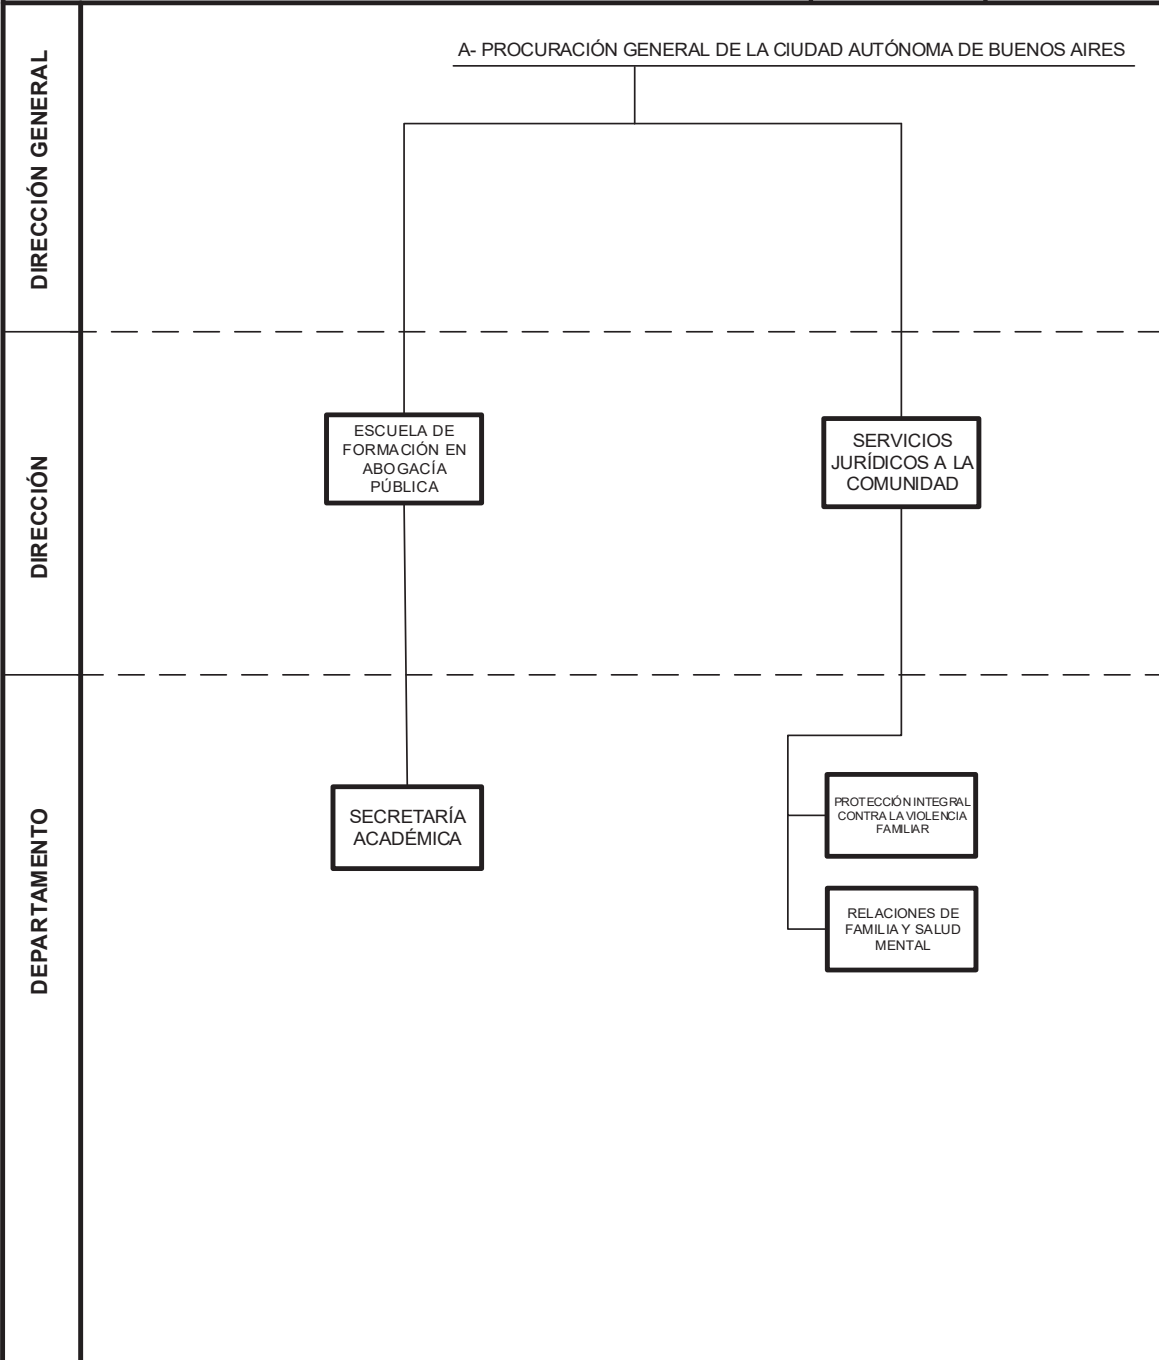 A- PROCURACIÓN GENERAL DE LA CIUDAD AUTÓNOMA DE BUENOS AIRES
DIRECCIÓN GENERAL
DIRECCIÓN
ESCUELA DE
FORMACIÓN EN
ABOGACÍA
PÚBLICA
SERVICIOS
JURÍDICOS A LA
COMUNIDAD
DEPARTAMENTO
SECRETARÍA
ACADÉMICA
PROTECCIÓN INTEGRAL
CONTRA LA VIOLENCIA
FAMILIAR
RELACIONES DE
FAMILIA Y SALUD
MENTAL